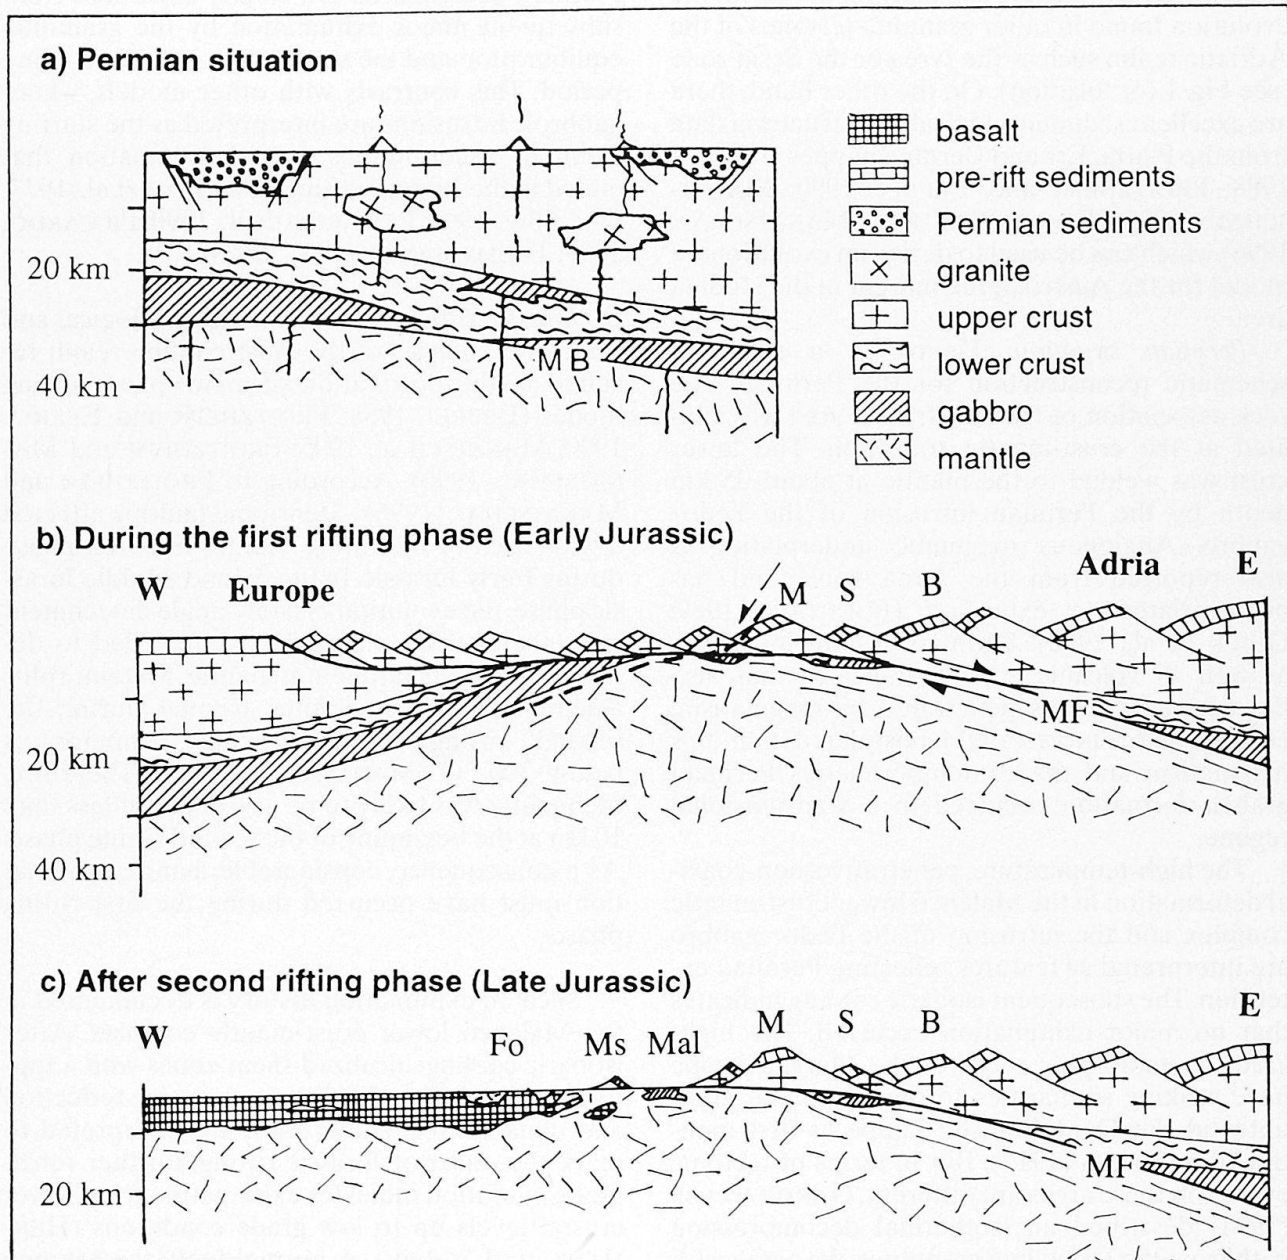 a) Permian situation
basalt
pre-rift sediments
Permian sediments
granite
upper crust
lower crust
gabbro
mantle
20 km
40 km
MB
b) During the first rifting phase (Early Jurassic)
W Europe M S B Adria E
MF
20 km
40 km
c) After second rifting phase (Late Jurassic)
W Fo Ms Mal M S B E
MF
20 km